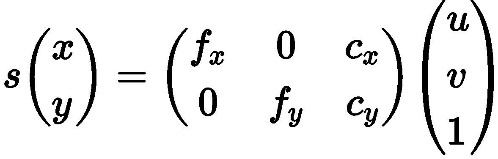 s(x y) = (f_x 0 c_x 0 f_y c_y)(u v 1)